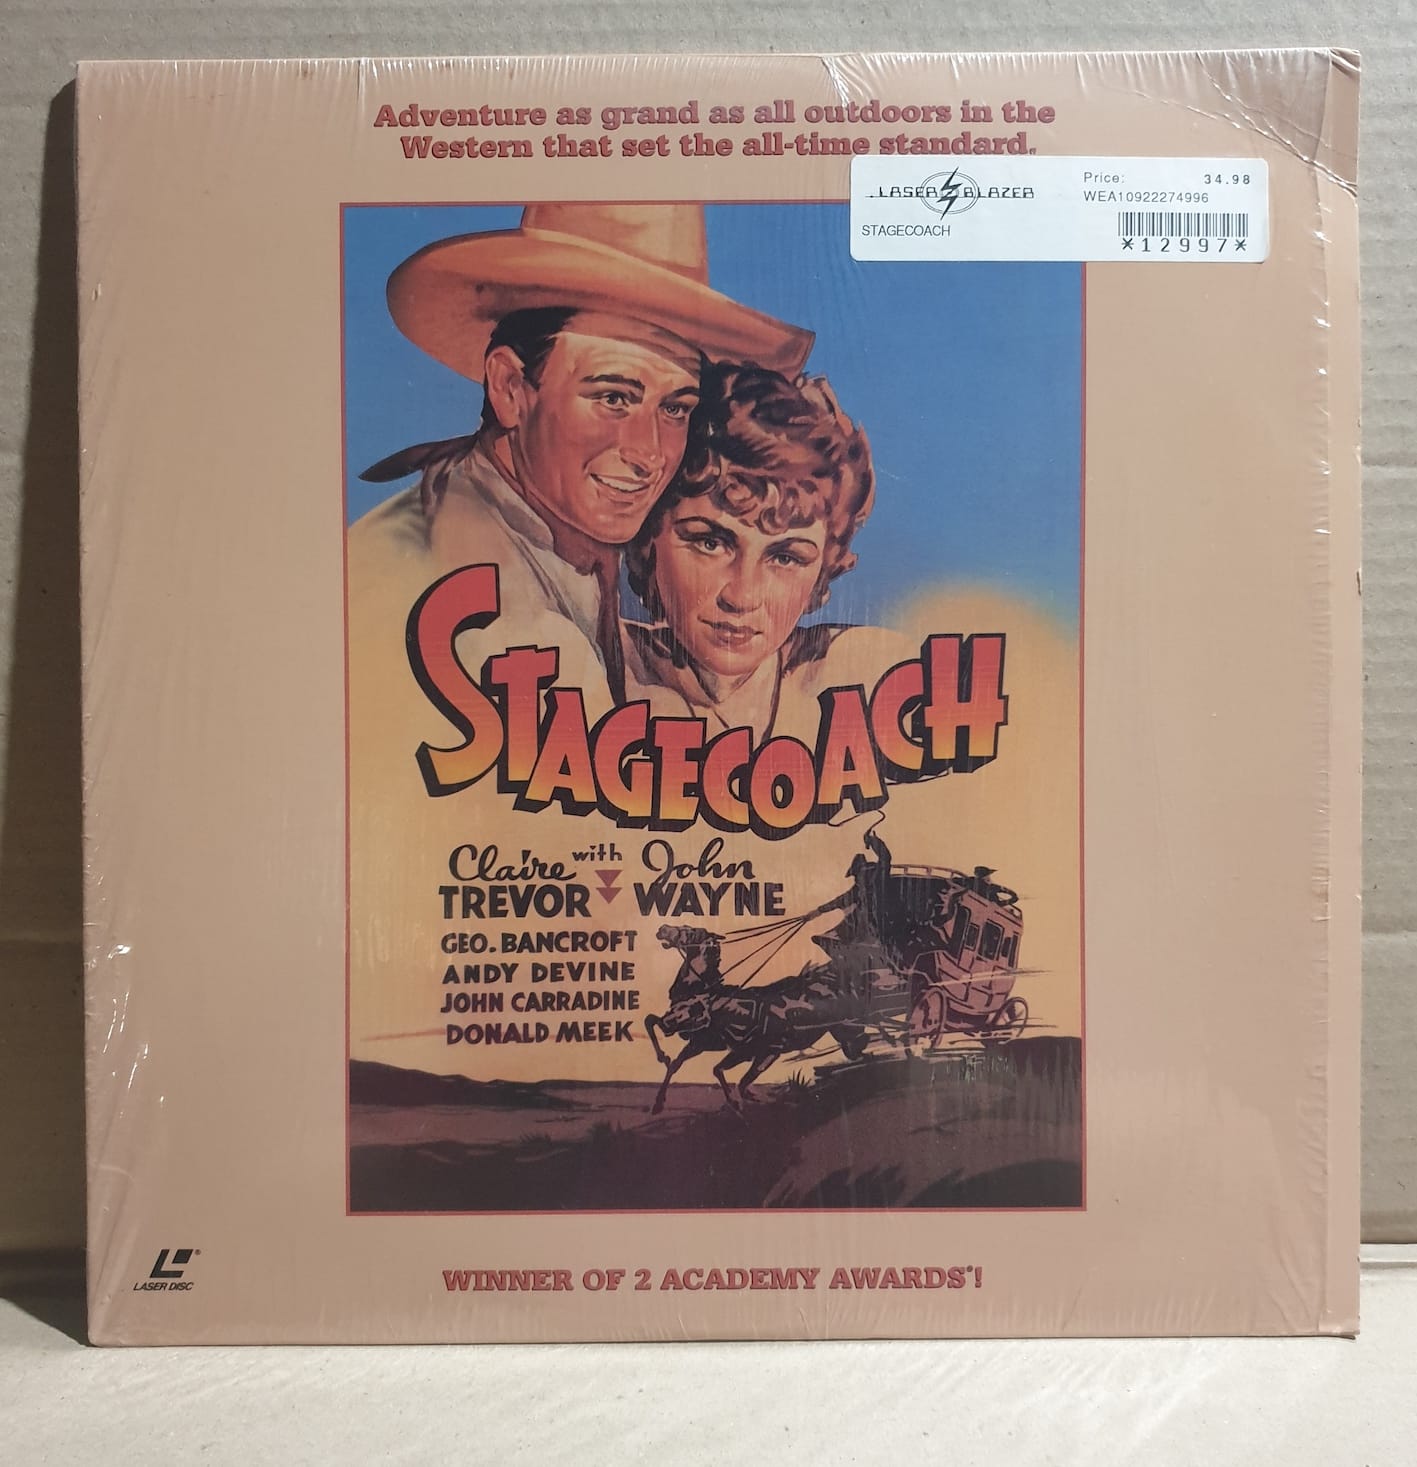 Adventure as grand as all outdoors in the
Western that set the all-time standard.
LASER BLAZER
Price: 34.98
WEA10922274996
STAGECOACH
*12997*
STAGECOACH
Claire with John
TREVOR WAYNE
GEO. BANCROFT
ANDY DEVINE
JOHN CARRADINE
DONALD MEEK
LASER DISC
®
WINNER OF 2 ACADEMY AWARDS®!